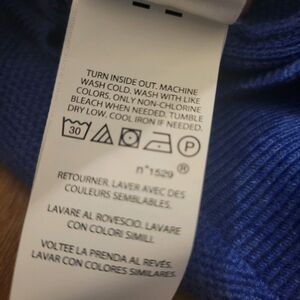 TURN INSIDE OUT. MACHINE
WASH COLD. WASH WITH LIKE
COLORS. ONLY NON-CHLORINE
BLEACH WHEN NEEDED. TUMBLE
DRY LOW. COOL IRON IF NEEDED.
30 P
n°1529 ®
RETOURNER. LAVER AVEC DES
COULEURS SEMBLABLES.
LAVARE AL ROVESCIO. LAVARE
CON COLORI SIMILI.
VOLTEE LA PRENDA AL REVÉS.
LAVAR CON COLORES SIMILARES.